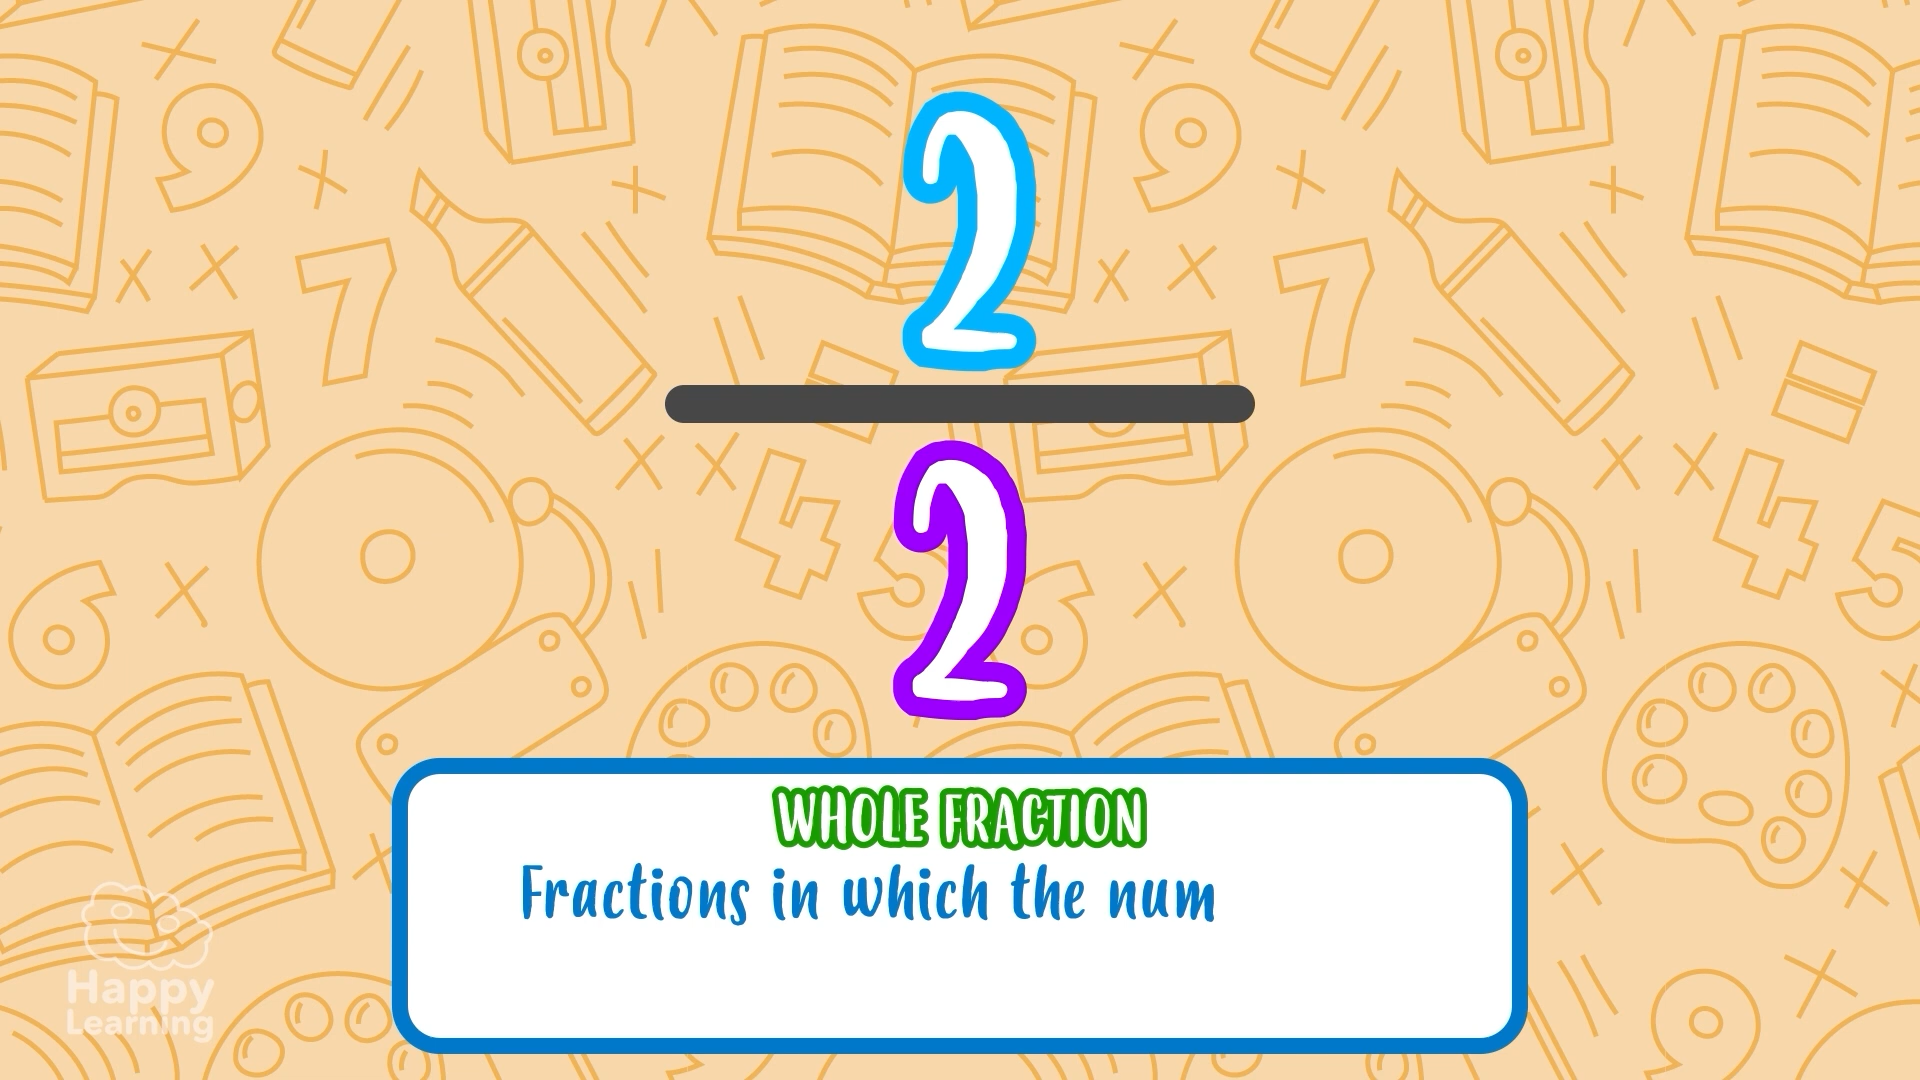 2
2
WHOLE FRACTION
Fractions in which the num
Happy
Learning